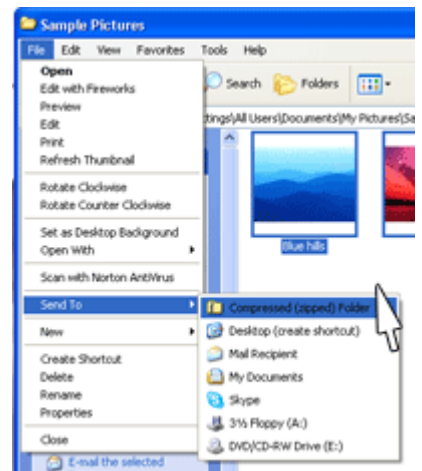 Sample Pictures
File Edit View Favorites Tools Help
Open
Edit with Fireworks
Preview
Edit
Print
Refresh Thumbnail
Rotate Clockwise
Rotate Counter Clockwise
Set as Desktop Background
Open With
Scan with Norton AntiVirus
Send To
New
Create Shortcut
Delete
Rename
Properties
Close
Search Folders
tings\All Users\Documents\My Pictures\Sa
Blue hills
Compressed (zipped) Folder
Desktop (create shortcut)
Mail Recipient
My Documents
Skype
3½ Floppy (A:)
DVD/CD-RW Drive (E:)
E-mail the selected